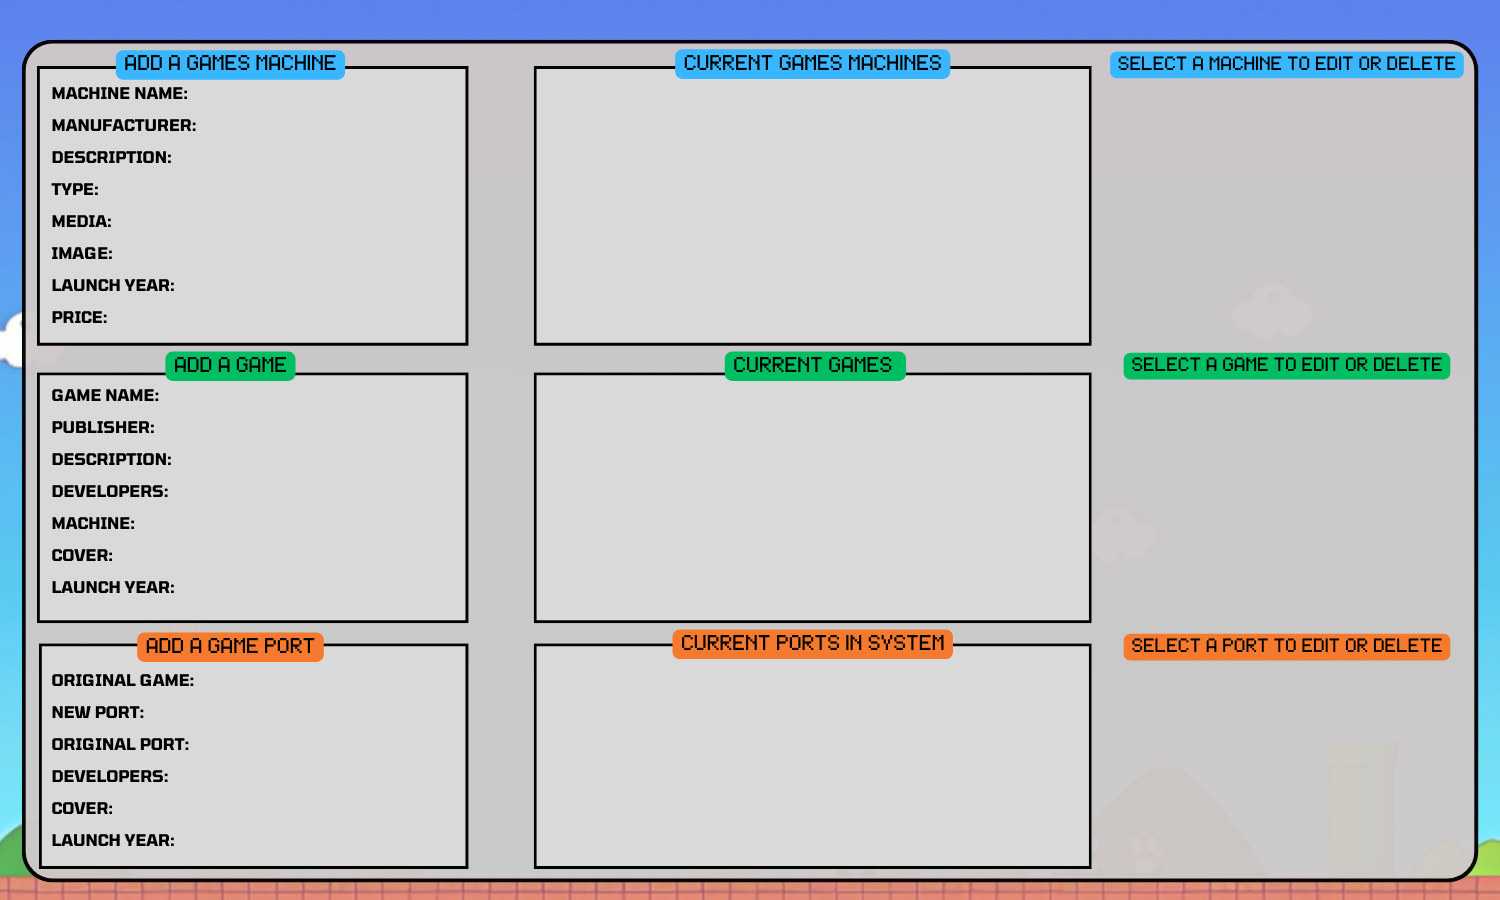 ADD A GAMES MACHINE
MACHINE NAME:
MANUFACTURER:
DESCRIPTION:
TYPE:
MEDIA:
IMAGE:
LAUNCH YEAR:
PRICE:
CURRENT GAMES MACHINES
SELECT A MACHINE TO EDIT OR DELETE
ADD A GAME
GAME NAME:
PUBLISHER:
DESCRIPTION:
DEVELOPERS:
MACHINE:
COVER:
LAUNCH YEAR:
CURRENT GAMES
SELECT A GAME TO EDIT OR DELETE
ADD A GAME PORT
ORIGINAL GAME:
NEW PORT:
ORIGINAL PORT:
DEVELOPERS:
COVER:
LAUNCH YEAR:
CURRENT PORTS IN SYSTEM
SELECT A PORT TO EDIT OR DELETE